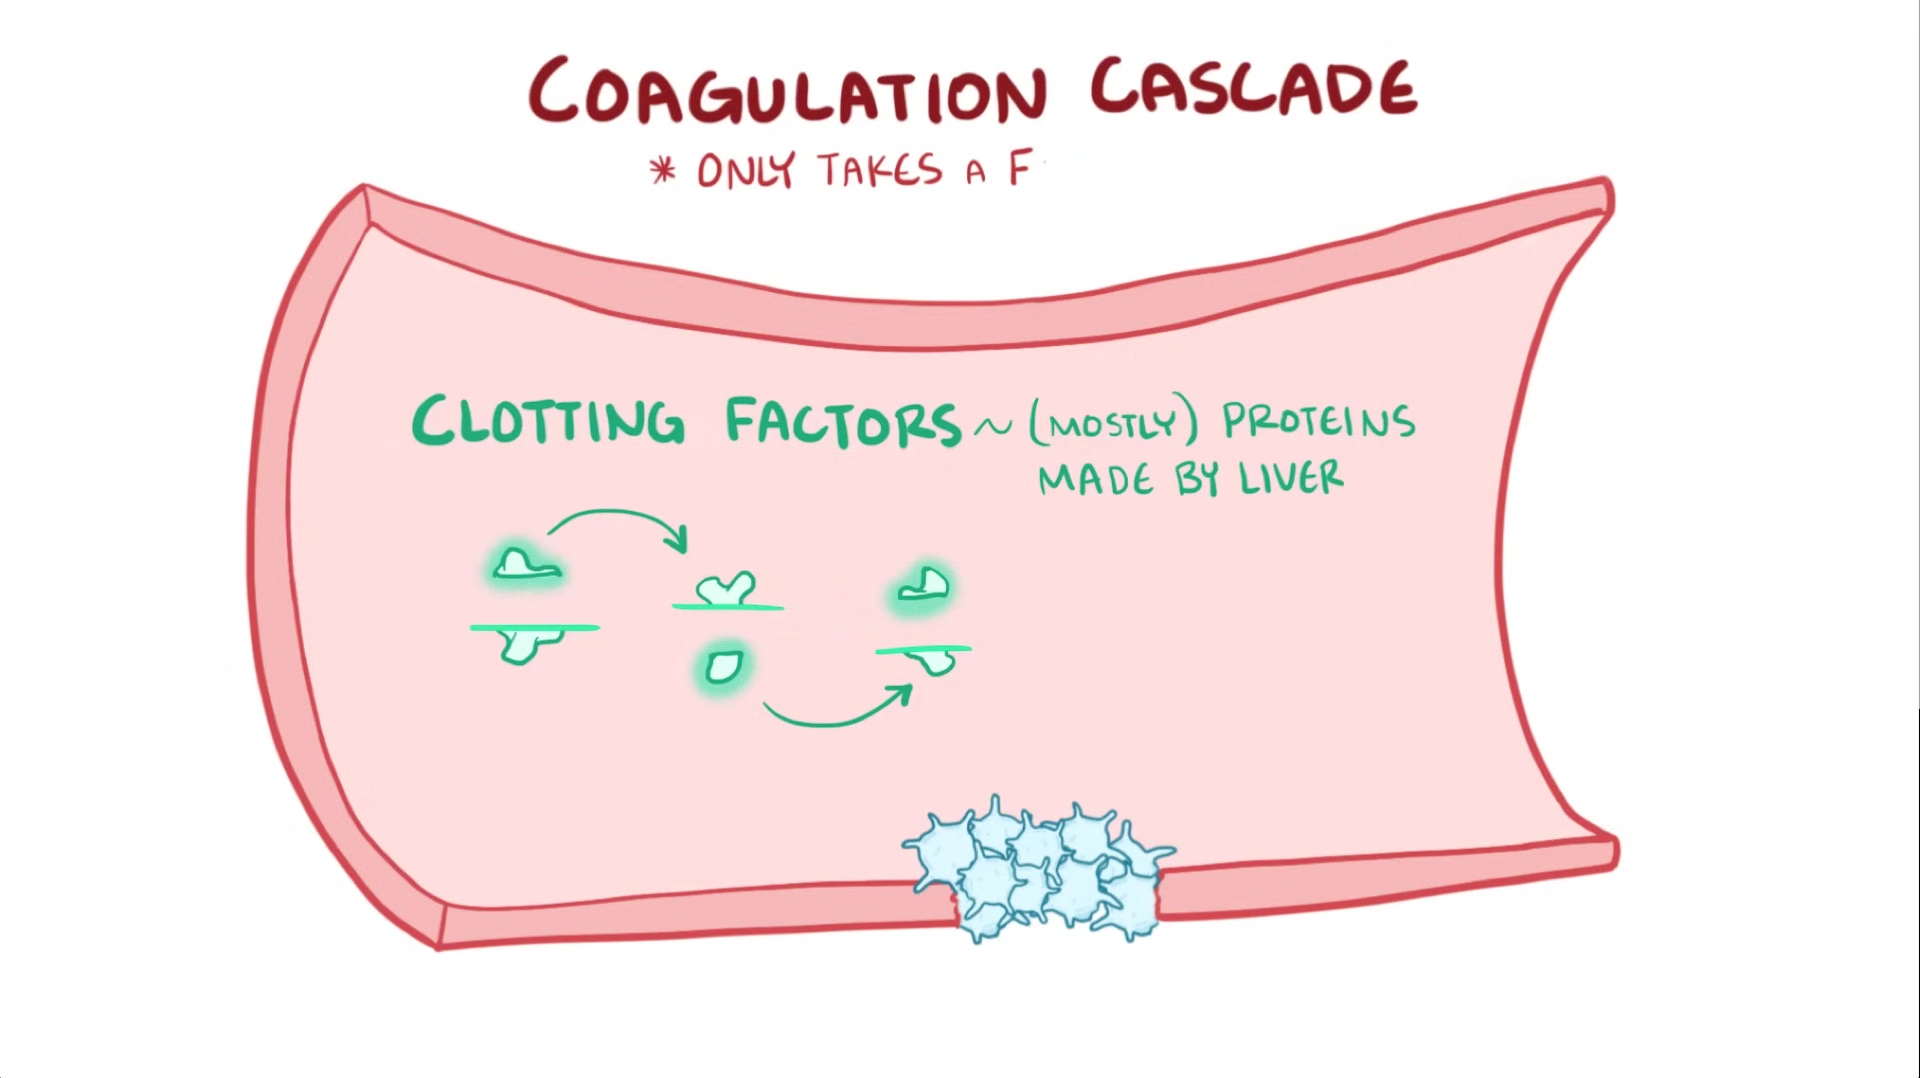 COAGULATION CASCADE
* ONLY TAKES A F
CLOTTING FACTORS ~ (MOSTLY) PROTEINS
MADE BY LIVER